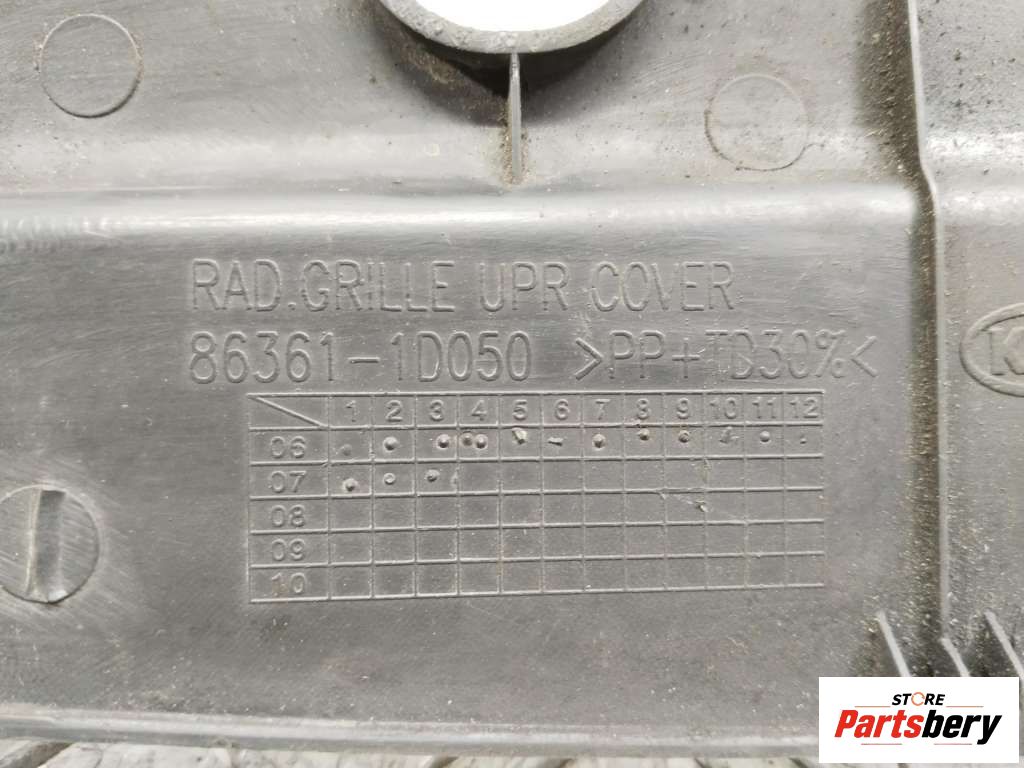 RAD.GRILLE UPR COVER
86361-1D050 >PP+TD30%<
1 2 3 4 5 6 7 8 9 10 11 12
06
07
08
09
10
STORE
Partsbery